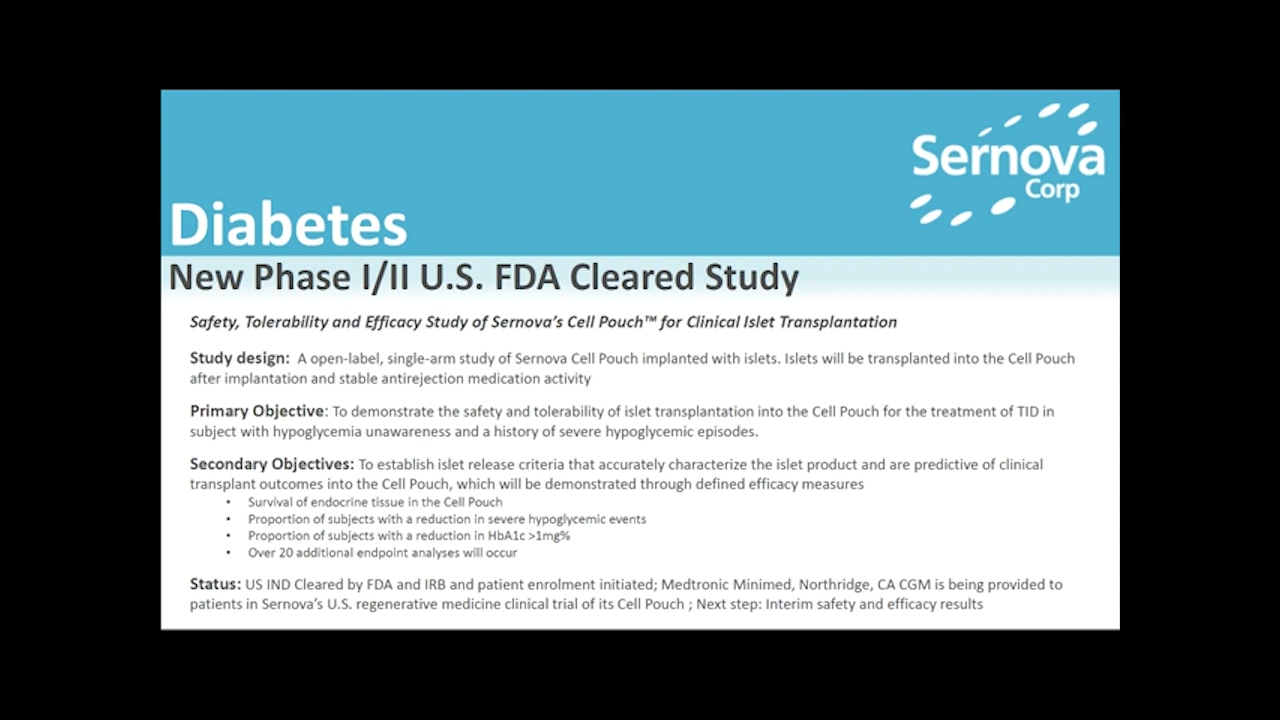 Sernova
Corp
Diabetes
New Phase I/II U.S. FDA Cleared Study
Safety, Tolerability and Efficacy Study of Sernova's Cell Pouch™ for Clinical Islet Transplantation
Study design: A open-label, single-arm study of Sernova Cell Pouch implanted with islets. Islets will be transplanted into the Cell Pouch
after implantation and stable antirejection medication activity
Primary Objective: To demonstrate the safety and tolerability of islet transplantation into the Cell Pouch for the treatment of TID in
subject with hypoglycemia unawareness and a history of severe hypoglycemic episodes.
Secondary Objectives: To establish islet release criteria that accurately characterize the islet product and are predictive of clinical
transplant outcomes into the Cell Pouch, which will be demonstrated through defined efficacy measures
• Survival of endocrine tissue in the Cell Pouch
• Proportion of subjects with a reduction in severe hypoglycemic events
• Proportion of subjects with a reduction in HbA1c >1mg%
• Over 20 additional endpoint analyses will occur
Status: US IND Cleared by FDA and IRB and patient enrolment initiated; Medtronic Minimed, Northridge, CA CGM is being provided to
patients in Sernova's U.S. regenerative medicine clinical trial of its Cell Pouch ; Next step: Interim safety and efficacy results